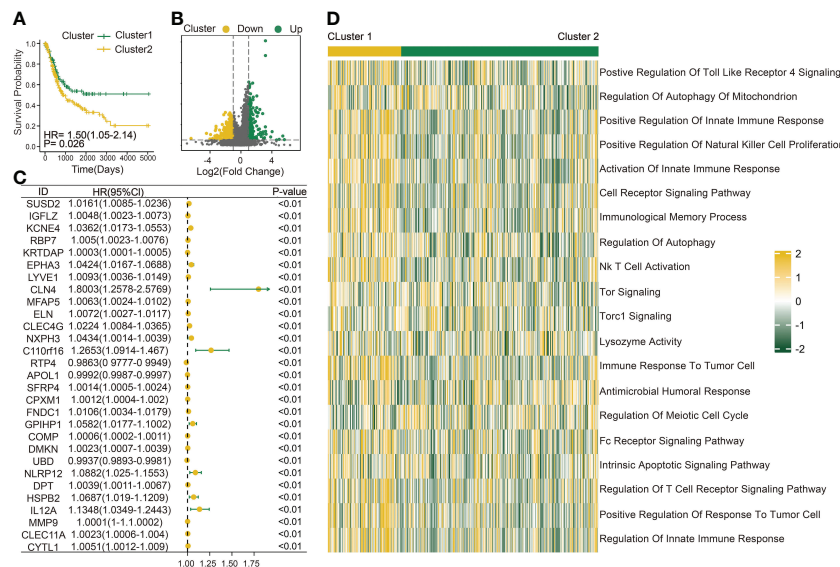 A
Cluster Cluster1
Cluster2
Survival Probability
1.0
0.8
0.6
0.4
0.2
0.0
HR= 1.50(1.05-2.14)
P= 0.026
0 1000 2000 3000 4000 5000
Time(Days)
B
Cluster Down Up
-4 0 4
Log2(Fold Change)
C
ID HR(95%CI) P-value
SUSD2 1.0161(1.0085-1.0236) <0.01
IGFLZ 1.0048(1.0023-1.0073) <0.01
KCNE4 1.0362(1.0173-1.0553) <0.01
RBP7 1.005(1.0023-1.0076) <0.01
KRTDAP 1.0003(1.0001-1.0005) <0.01
EPHA3 1.0424(1.0167-1.0688) <0.01
LYVE1 1.0093(1.0036-1.0149) <0.01
CLN4 1.8003(1.2578-2.5769) <0.01
MFAP5 1.0063(1.0024-1.0102) <0.01
ELN 1.0072(1.0027-1.0117) <0.01
CLEC4G 1.0224 1.0084-1.0365) <0.01
NXPH3 1.0434(1.0014-1.0039) <0.01
C110rf16 1.2653(1.0914-1.467) <0.01
RTP4 0.9863(0 9777-0.9949) <0.01
APOL1 0.9992(0.9987-0.9997) <0.01
SFRP4 1.0014(1.0005-1.0024) <0.01
CPXM1 1.0012(1.0004-1.002) <0.01
FNDC1 1.0106(1.0034-1.0179) <0.01
GPIHP1 1.0582(1.0177-1.1002) <0.01
COMP 1.0006(1.0002-1.0011) <0.01
DMKN 1.0023(1.0007-1.0039) <0.01
UBD 0.9937(0.9893-0.9981) <0.01
NLRP12 1.0882(1.025-1.1553) <0.01
DPT 1.0039(1.0011-1.0067) <0.01
HSPB2 1.0687(1.019-1.1209) <0.01
IL12A 1.1348(1.0349-1.2443) <0.01
MMP9 1.0001(1-1.1.0002) <0.01
CLEC11A 1.0023(1.0006-1.004) <0.01
CYTL1 1.0051(1.0012-1.009) <0.01
1.00 1.25 1.50 1.75
D
CLuster 1 Cluster 2
Postive Regulation Of Toll Like Receptor 4 Signaling
Regulation Of Autophagy Of Mitochondrion
Positive Regulation Of Innate Immune Response
Positive Regulation Of Natural Killer Cell Proliferation
Activation Of Innate Immune Response
Cell Receptor Signaling Pathway
Immunological Memory Process
Regulation Of Autophagy
Nk T Cell Activation
Tor Signaling
Torc1 Signaling
Lysozyme Activity
Immune Response To Tumor Cell
Antimicrobial Humoral Response
Regulation Of Meiotic Cell Cycle
Fc Receptor Signaling Pathway
Intrinsic Apoptotic Signaling Pathway
Regulation Of T Cell Receptor Signaling Pathway
Positive Regulation Of Response To Tumor Cell
Regulation Of Innate Immune Response
2
1
0
-1
-2